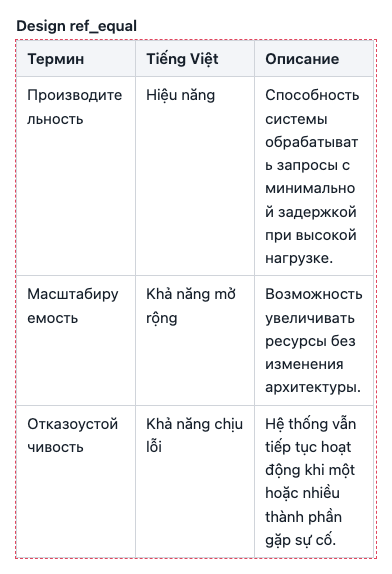 Design ref_equal
Термин Tiếng Việt Описание
Производите
льность
Hiệu năng
Способность
системы
обрабатыват
ь запросы с
минимально
й задержкой
при высокой
нагрузке.
Масштабиру
емость
Khả năng mở
rộng
Возможность
увеличивать
ресурсы без
изменения
архитектуры.
Отказоустой
чивость
Khả năng chịu
lỗi
Hệ thống vẫn
tiếp tục hoạt
động khi một
hoặc nhiều
thành phần
gặp sự cố.